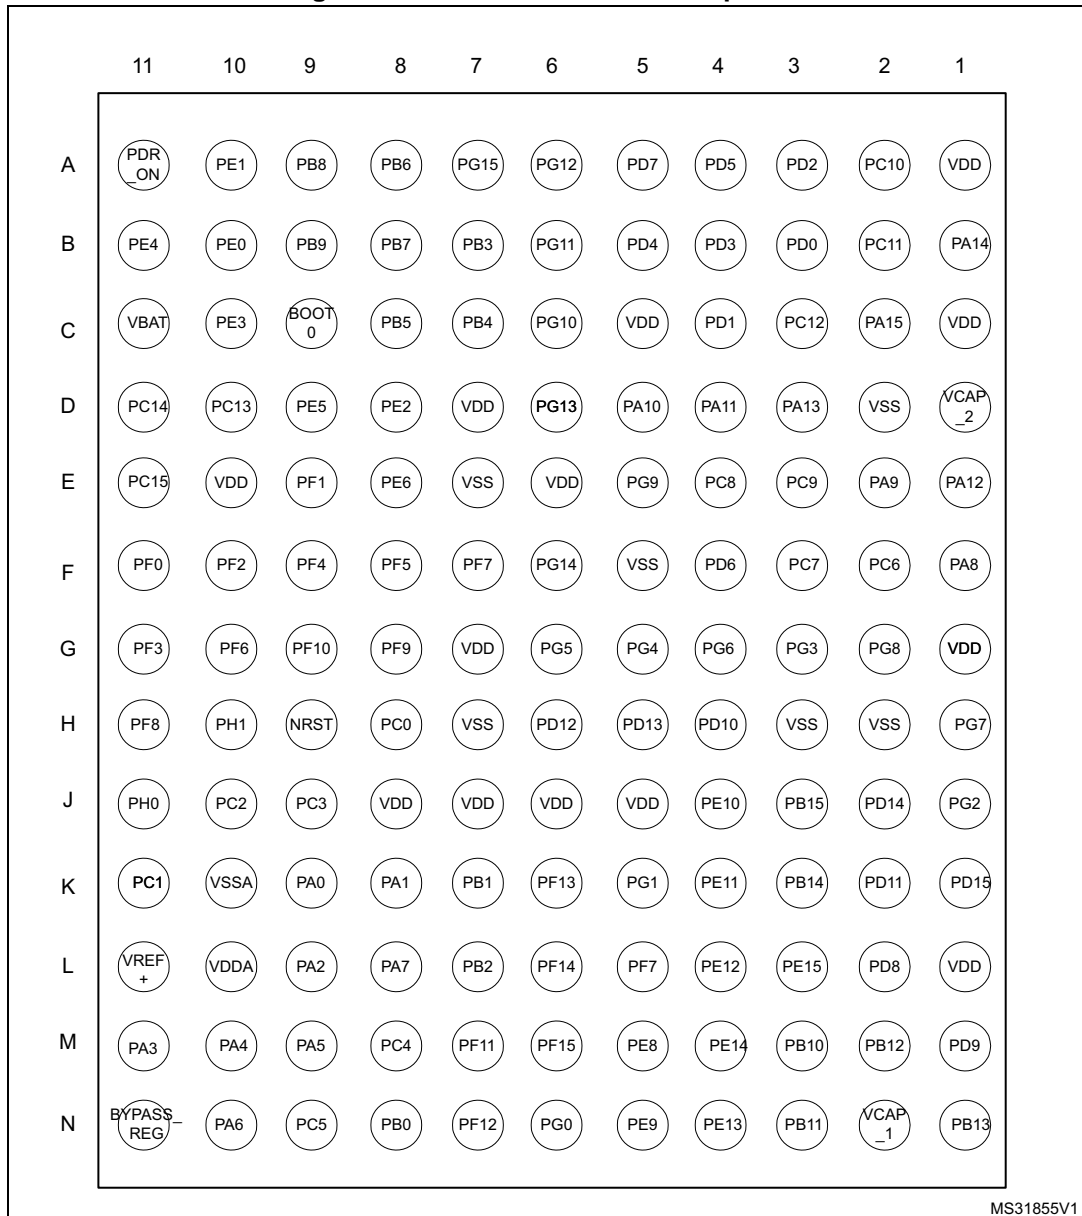 11 10 9 8 7 6 5 4 3 2 1
A PDR_ON PE1 PB8 PB6 PG15 PG12 PD7 PD5 PD2 PC10 VDD
B PE4 PE0 PB9 PB7 PB3 PG11 PD4 PD3 PD0 PC11 PA14
C VBAT PE3 BOOT0 PB5 PB4 PG10 VDD PD1 PC12 PA15 VDD
D PC14 PC13 PE5 PE2 VDD PG13 PA10 PA11 PA13 VSS VCAP_2
E PC15 VDD PF1 PE6 VSS VDD PG9 PC8 PC9 PA9 PA12
F PF0 PF2 PF4 PF5 PF7 PG14 VSS PD6 PC7 PC6 PA8
G PF3 PF6 PF10 PF9 VDD PG5 PG4 PG6 PG3 PG8 VDD
H PF8 PH1 NRST PC0 VSS PD12 PD13 PD10 VSS VSS PG7
J PH0 PC2 PC3 VDD VDD VDD VDD PE10 PB15 PD14 PG2
K PC1 VSSA PA0 PA1 PB1 PF13 PG1 PE11 PB14 PD11 PD15
L VREF+ VDDA PA2 PA7 PB2 PF14 PF7 PE12 PE15 PD8 VDD
M PA3 PA4 PA5 PC4 PF11 PF15 PE8 PE14 PB10 PB12 PD9
N BYPASS_REG PA6 PC5 PB0 PF12 PG0 PE9 PE13 PB11 VCAP_1 PB13
MS31855V1